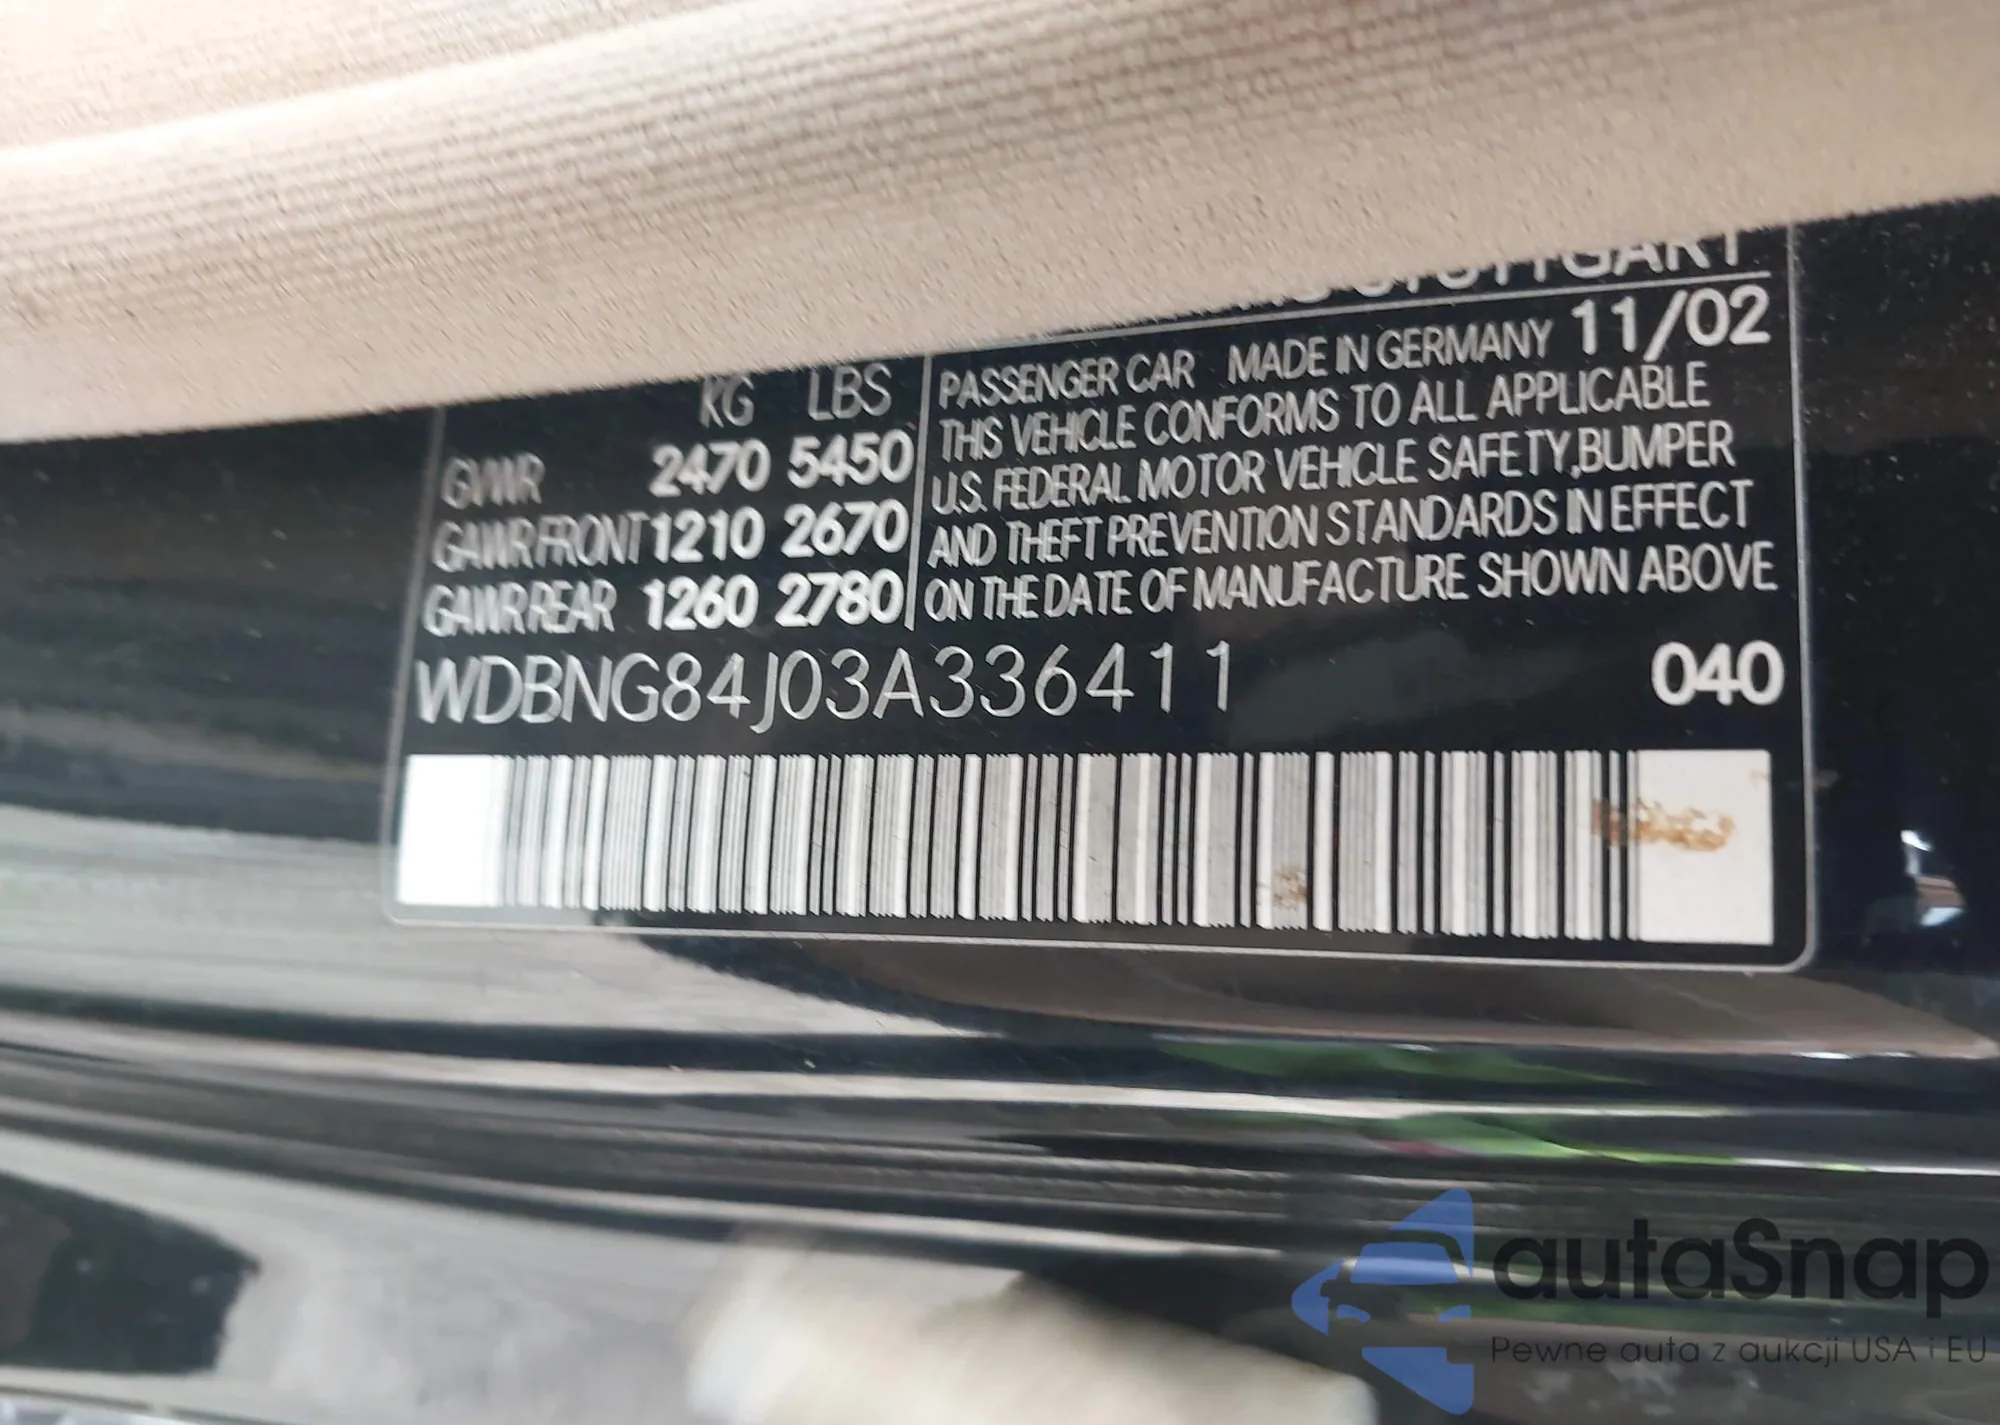 STUTTGART
KG LBS
GVWR 2470 5450
GAWR FRONT 1210 2670
GAWR REAR 1260 2780
PASSENGER CAR MADE IN GERMANY 11/02
THIS VEHICLE CONFORMS TO ALL APPLICABLE
U.S. FEDERAL MOTOR VEHICLE SAFETY, BUMPER
AND THEFT PREVENTION STANDARDS IN EFFECT
ON THE DATE OF MANUFACTURE SHOWN ABOVE
WDBNG84J03A336411 040
autaSnap
Pewne auta z aukcji USA i EU